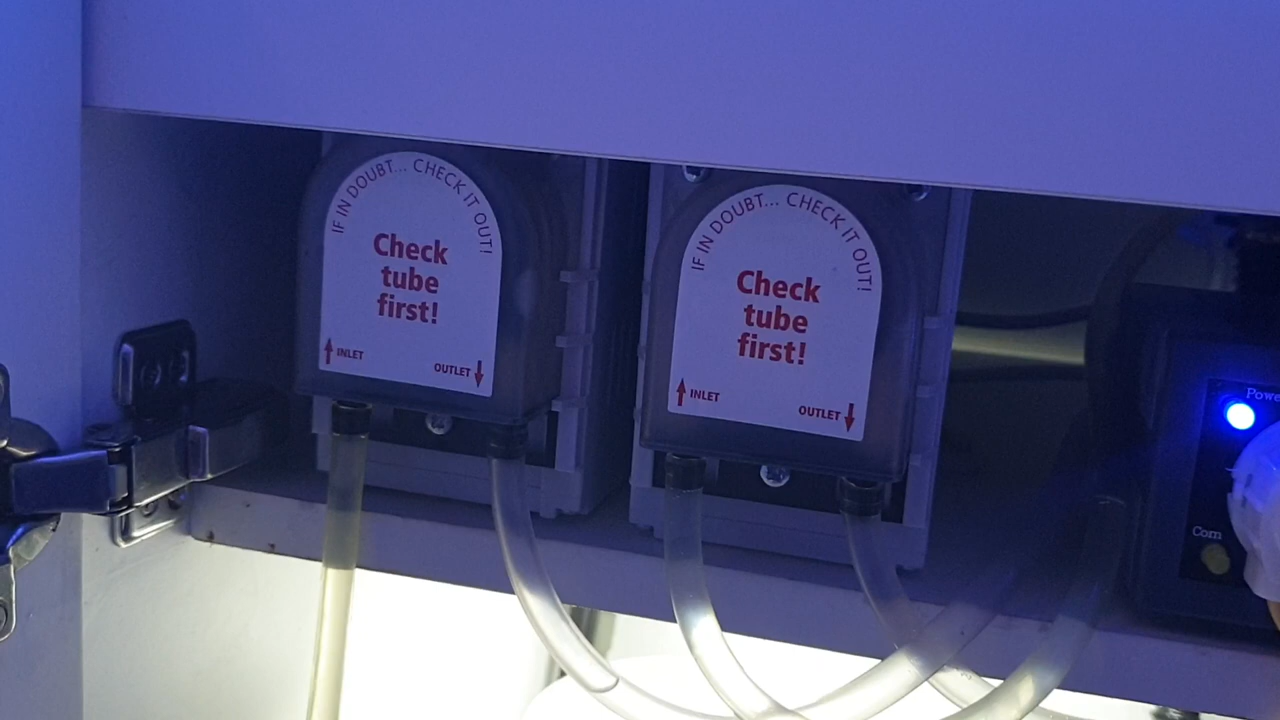 IF IN DOUBT... CHECK IT OUT!
Check
tube
first!
INLET
OUTLET
IF IN DOUBT... CHECK IT OUT!
Check
tube
first!
INLET
OUTLET
Com